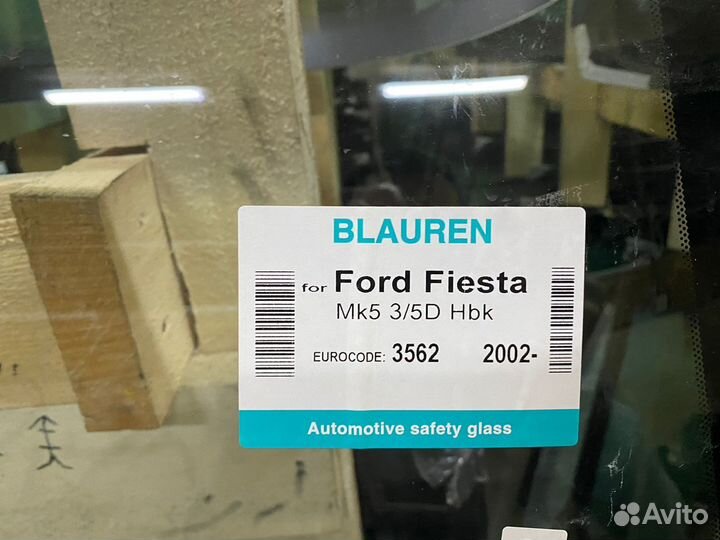 BLAUREN
for Ford Fiesta
Mk5 3/5D Hbk
EUROCODE: 3562 2002-
Automotive safety glass
Avito